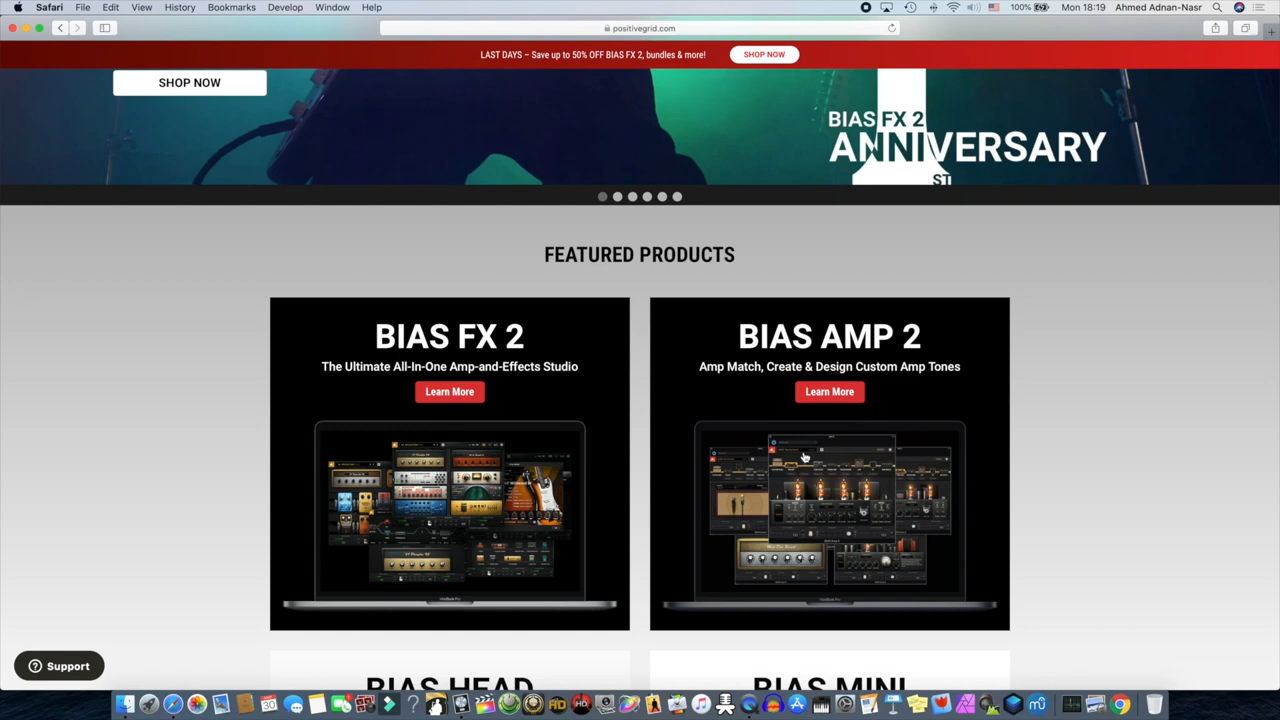 Safari File Edit View History Bookmarks Develop Window Help
100% Mon 18:19 Ahmed Adnan-Nasr
positivegrid.com
LAST DAYS – Save up to 50% OFF BIAS FX 2, bundles & more! SHOP NOW
SHOP NOW
BIAS FX 2
ANNIVERSARY
ST
FEATURED PRODUCTS
BIAS FX 2
The Ultimate All-In-One Amp-and-Effects Studio
Learn More
BIAS AMP 2
Amp Match, Create & Design Custom Amp Tones
Learn More
Support
BIAS HEAD
BIAS MINI